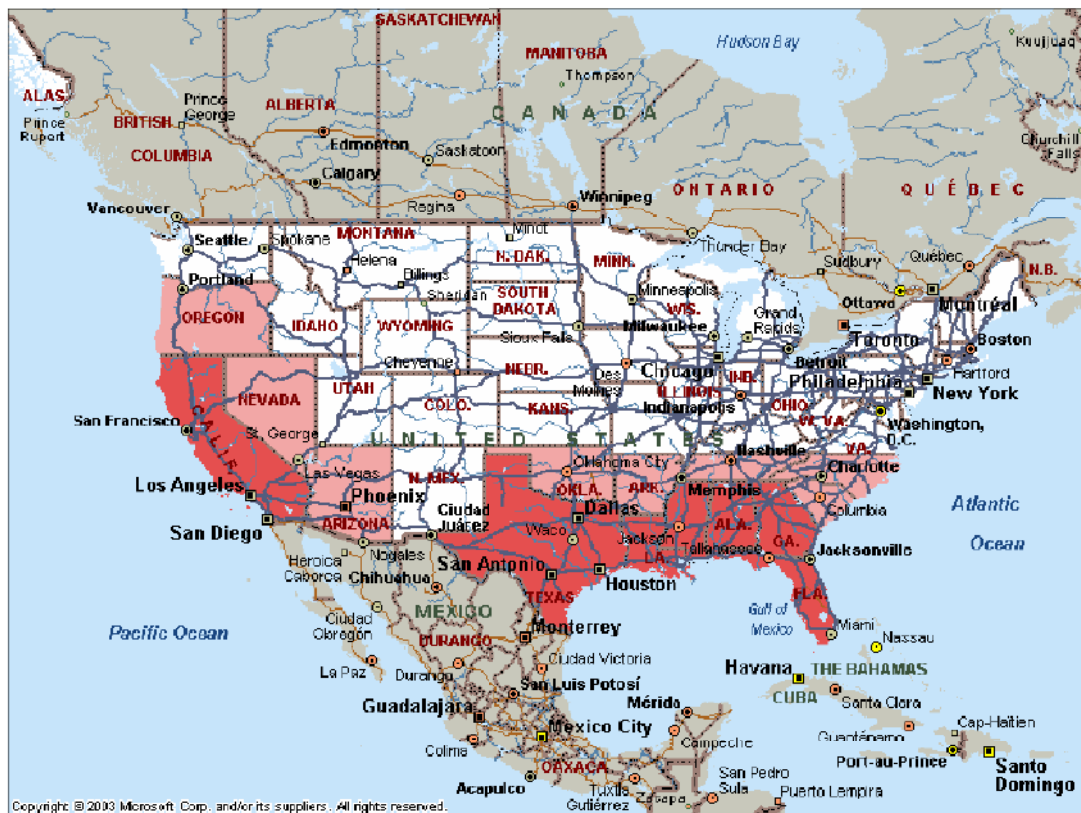 SASKATCHEWAN
Hudson Bay
Kuujjuaq
MANITOBA
Thompson
ALAS.
Prince Rupert
Prince George
ALBERTA
CANADA
BRITISH COLUMBIA
Edmonton
Saskatoon
Churchill Falls
Calgary
Regina
Winnipeg
ONTARIO
QUÉBEC
Vancouver
MONTANA
Minot
Thunder Bay
Sudbury
Québec
N.B.
Seattle
Spokane
Helena
N. DAK.
MINN.
Billings
Portland
Sheridan
SOUTH DAKOTA
Minneapolis
WIS.
Grand Rapids
Ottawa
Montréal
OREGON
IDAHO
WYOMING
Sioux Falls
Milwaukee
Toronto
Boston
Cheyenne
NEBR.
Des Moines
Chicago
Detroit
Hartford
Philadelphia
New York
NEVADA
UTAH
COLO.
KANS.
ILLINOIS
IND.
OHIO
Indianapolis
W. VA.
Washington, D.C.
VA.
San Francisco
CALIF.
St. George
UNITED STATES
Nashville
Las Vegas
N. MEX.
Oklahoma City
Charlotte
Los Angeles
Phoenix
OKLA.
ARK.
Memphis
Columbia
Atlantic Ocean
San Diego
ARIZONA
Ciudad Juárez
Dallas
Waco
Jackson
ALA.
GA.
Tallahassee
Jacksonville
Nogales
Heroica Caborca
Chihuahua
San Antonio
LA.
Houston
TEXAS
FLA.
MEXICO
Gulf of Mexico
Pacific Ocean
Ciudad Obregón
DURANGO
Monterrey
Miami
Nassau
La Paz
Durango
Ciudad Victoria
Havana
THE BAHAMAS
San Luis Potosí
CUBA
Santa Clara
Guadalajara
Mérida
Mexico City
Guantánamo
Cap-Haïtien
Colima
Campeche
Port-au-Prince
Santo Domingo
OAXACA
Acapulco
Tuxtla Gutiérrez
Zacapa
San Pedro Sula
Puerto Lempira
Copyright © 2003 Microsoft Corp. and/or its suppliers. All rights reserved.